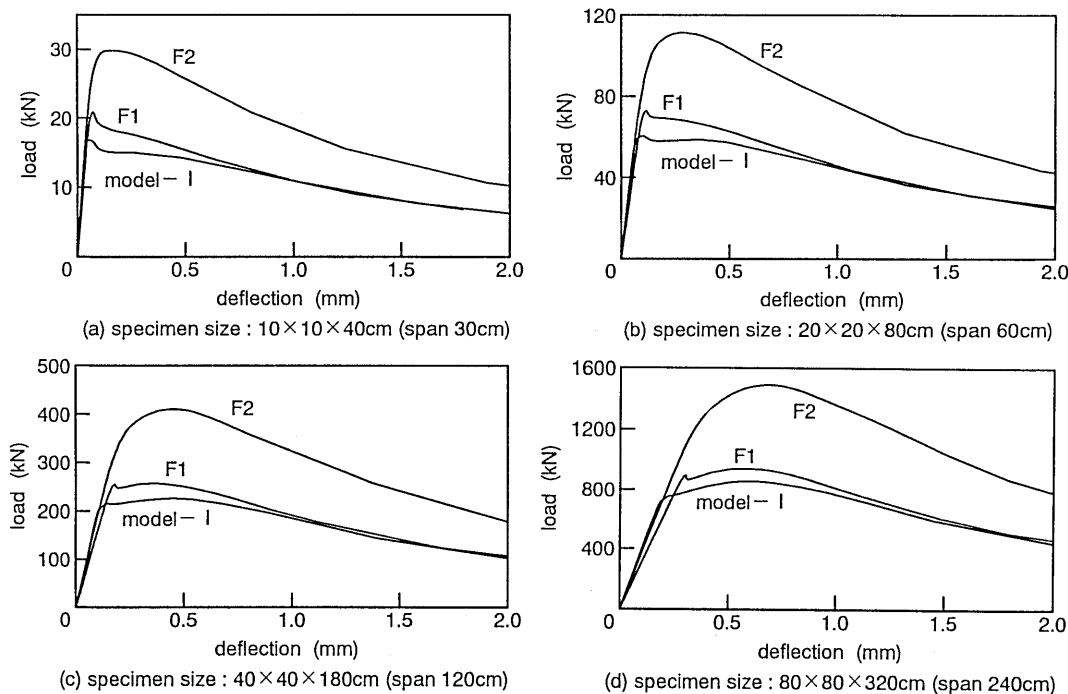 30
20
10
0
load (kN)
F2
F1
model-I
0.5
1.0
1.5
2.0
deflection (mm)
(a) specimen size : 10×10×40cm (span 30cm)
120
80
40
0
load (kN)
F2
F1
model-I
0.5
1.0
1.5
2.0
deflection (mm)
(b) specimen size : 20×20×80cm (span 60cm)
500
400
300
200
100
0
load (kN)
F2
F1
model-I
0.5
1.0
1.5
2.0
deflection (mm)
(c) specimen size : 40×40×180cm (span 120cm)
1600
1200
800
400
0
load (kN)
F2
F1
model-I
0.5
1.0
1.5
2.0
deflection (mm)
(d) specimen size : 80×80×320cm (span 240cm)